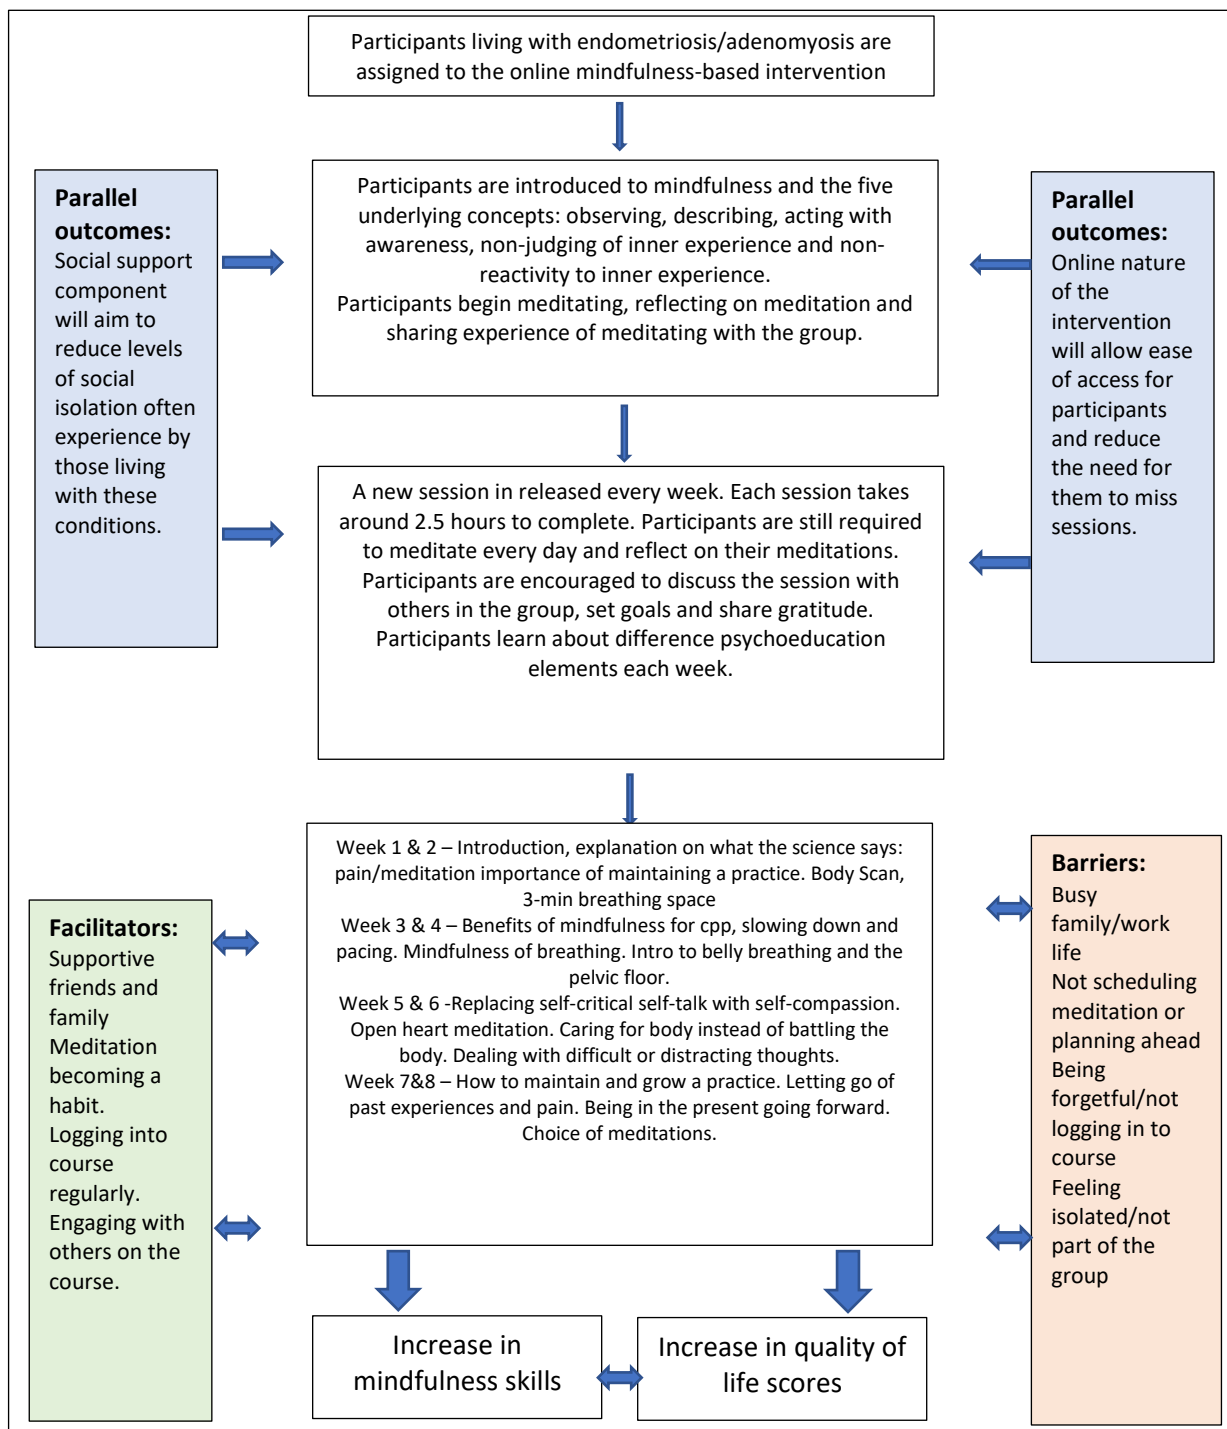 Participants living with endometriosis/adenomyosis are
assigned to the online mindfulness-based intervention
Parallel
outcomes:
Social support
component
will aim to
reduce levels
of social
isolation often
experience by
those living
with these
conditions.
Participants are introduced to mindfulness and the five
underlying concepts: observing, describing, acting with
awareness, non-judging of inner experience and non-
reactivity to inner experience.
Participants begin meditating, reflecting on meditation and
sharing experience of meditating with the group.
Parallel
outcomes:
Online nature
of the
intervention
will allow ease
of access for
participants
and reduce
the need for
them to miss
sessions.
A new session in released every week. Each session takes
around 2.5 hours to complete. Participants are still required
to meditate every day and reflect on their meditations.
Participants are encouraged to discuss the session with
others in the group, set goals and share gratitude.
Participants learn about difference psychoeducation
elements each week.
Week 1 & 2 – Introduction, explanation on what the science says:
pain/meditation importance of maintaining a practice. Body Scan,
3-min breathing space
Week 3 & 4 – Benefits of mindfulness for cpp, slowing down and
pacing. Mindfulness of breathing. Intro to belly breathing and the
pelvic floor.
Week 5 & 6 -Replacing self-critical self-talk with self-compassion.
Open heart meditation. Caring for body instead of battling the
body. Dealing with difficult or distracting thoughts.
Week 7&8 – How to maintain and grow a practice. Letting go of
past experiences and pain. Being in the present going forward.
Choice of meditations.
Facilitators:
Supportive
friends and
family
Meditation
becoming a
habit.
Logging into
course
regularly.
Engaging with
others on the
course.
Barriers:
Busy
family/work
life
Not scheduling
meditation or
planning ahead
Being
forgetful/not
logging in to
course
Feeling
isolated/not
part of the
group
Increase in
mindfulness skills
Increase in quality of
life scores